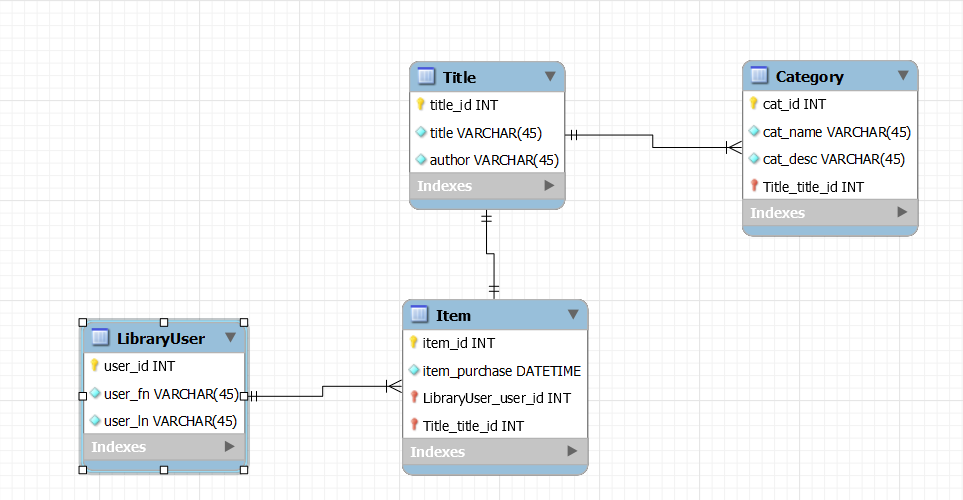 Title
title_id INT
title VARCHAR(45)
author VARCHAR(45)
Indexes
Category
cat_id INT
cat_name VARCHAR(45)
cat_desc VARCHAR(45)
Title_title_id INT
Indexes
LibraryUser
user_id INT
user_fn VARCHAR(45)
user_ln VARCHAR(45)
Indexes
Item
item_id INT
item_purchase DATETIME
LibraryUser_user_id INT
Title_title_id INT
Indexes